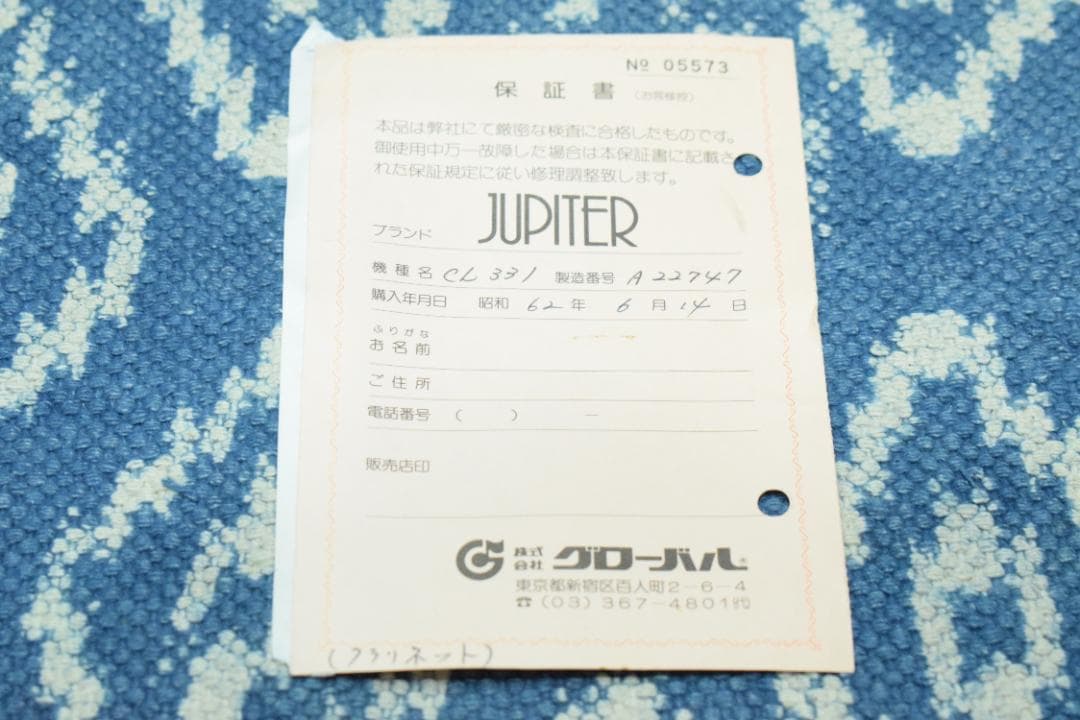 № 05573
保証書 (お客様控)
本品は弊社にて厳密な検査に合格したものです。
御使用中万一故障した場合は本保証書に記載さ
れた保証規定に従い修理調整致します。
ブランド JUPITER
機種名 CL331 製造番号 A22747
購入年月日 昭和 62年 6月 14日
ふりがな
お名前
ご住所
電話番号 ( ) ー
販売店印
株式会社 グローバル
東京都新宿区百人町2-6-4
☎(03)367-4801㈹
(クラリネット)